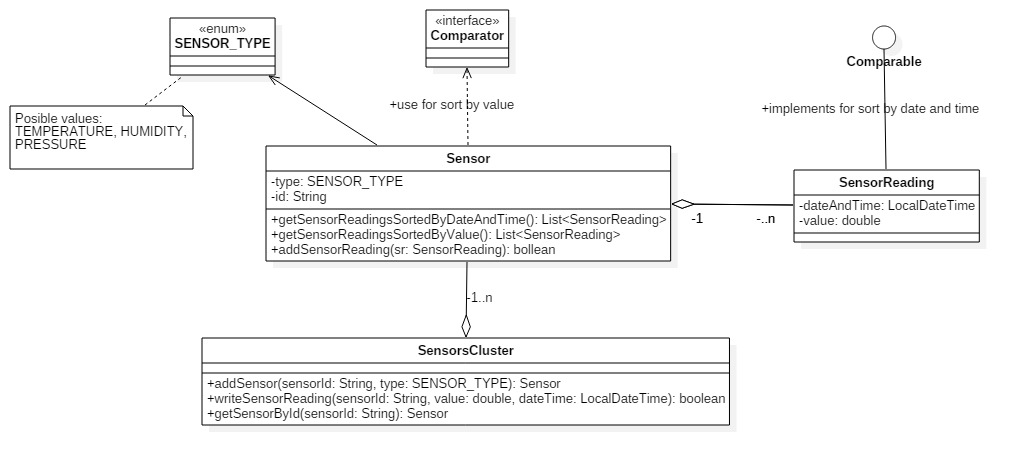 «enum»
SENSOR_TYPE
«interface»
Comparator
Comparable
+use for sort by value
+implements for sort by date and time
Posible values:
TEMPERATURE, HUMIDITY,
PRESSURE
Sensor
-type: SENSOR_TYPE
-id: String
+getSensorReadingsSortedByDateAndTime(): List<SensorReading>
+getSensorReadingsSortedByValue(): List<SensorReading>
+addSensorReading(sr: SensorReading): bollean
-1
-..n
SensorReading
-dateAndTime: LocalDateTime
-value: double
-1..n
SensorsCluster
+addSensor(sensorId: String, type: SENSOR_TYPE): Sensor
+writeSensorReading(sensorId: String, value: double, dateTime: LocalDateTime): boolean
+getSensorById(sensorId: String): Sensor